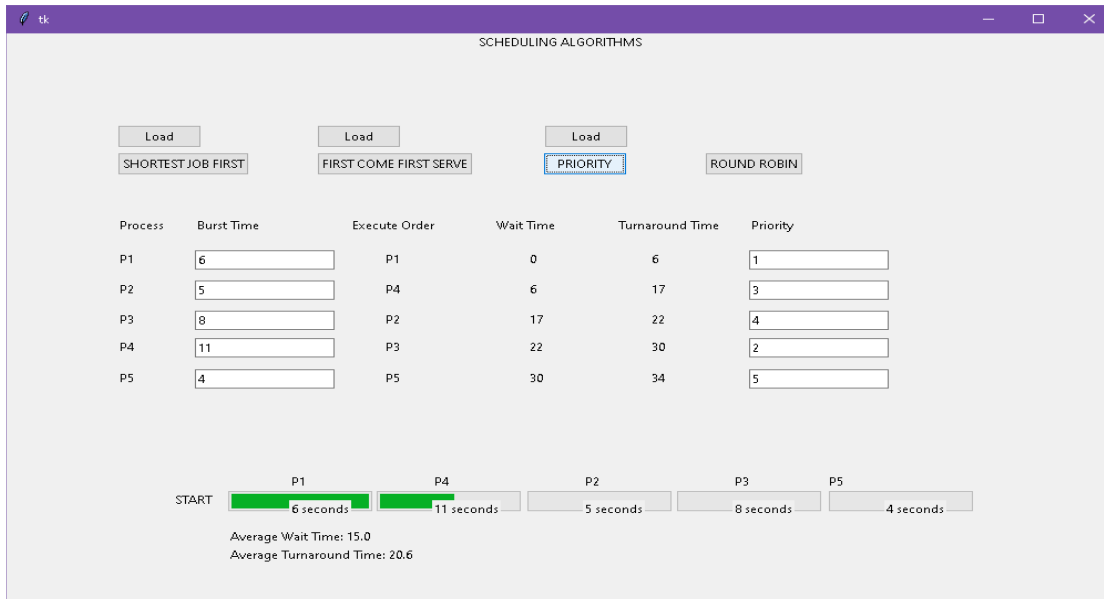 tk
SCHEDULING ALGORITHMS
Load Load Load
SHORTEST JOB FIRST FIRST COME FIRST SERVE PRIORITY ROUND ROBIN
Process Burst Time Execute Order Wait Time Turnaround Time Priority
P1 6 P1 0 6 1
P2 5 P4 6 17 3
P3 8 P2 17 22 4
P4 11 P3 22 30 2
P5 4 P5 30 34 5
P1 P4 P2 P3 P5
START 6 seconds 11 seconds 5 seconds 8 seconds 4 seconds
Average Wait Time: 15.0
Average Turnaround Time: 20.6